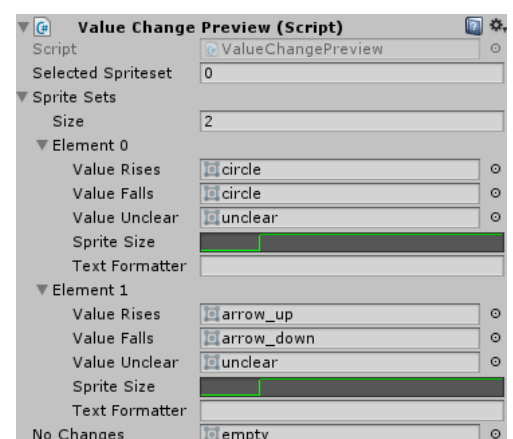 Value Change Preview (Script)
Script ValueChangePreview
Selected Spriteset 0
Sprite Sets
Size 2
Element 0
Value Rises circle
Value Falls circle
Value Unclear unclear
Sprite Size
Text Formatter
Element 1
Value Rises arrow_up
Value Falls arrow_down
Value Unclear unclear
Sprite Size
Text Formatter
No Changes empty